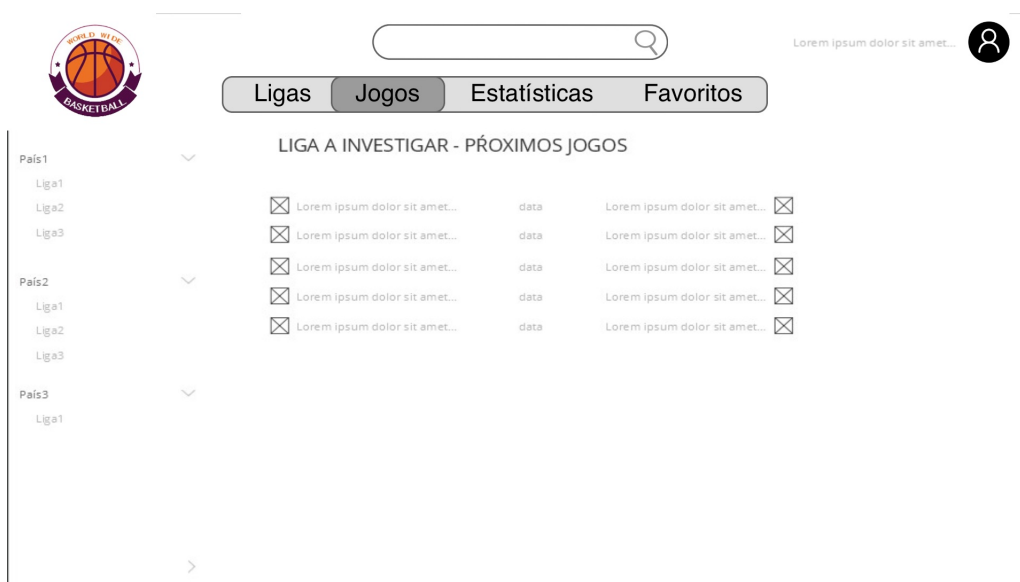 WORLD WIDE
BASKETBALL
Lorem ipsum dolor sit amet...
Ligas Jogos Estatísticas Favoritos
LIGA A INVESTIGAR - PŔOXIMOS JOGOS
País1
Liga1
Liga2
Liga3
País2
Liga1
Liga2
Liga3
País3
Liga1
Lorem ipsum dolor sit amet... data Lorem ipsum dolor sit amet...
Lorem ipsum dolor sit amet... data Lorem ipsum dolor sit amet...
Lorem ipsum dolor sit amet... data Lorem ipsum dolor sit amet...
Lorem ipsum dolor sit amet... data Lorem ipsum dolor sit amet...
Lorem ipsum dolor sit amet... data Lorem ipsum dolor sit amet...